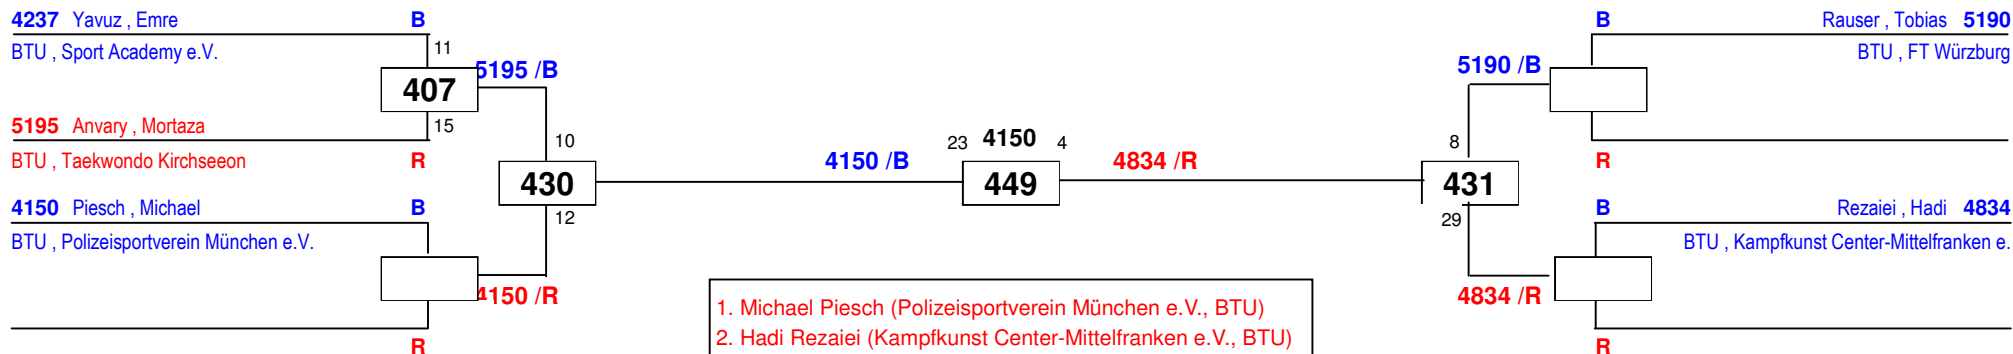 4237 Yavuz , Emre B
BTU , Sport Academy e.V.
11
5195 /B
407
5195 Anvary , Mortaza
15
BTU , Taekwondo Kirchseeon R
10
430
12
4150 Piesch , Michael B
BTU , Polizeisportverein München e.V.
4150 /R
R
4150 /B
23 4150 4
449
4834 /R
B Rauser , Tobias 5190
BTU , FT Würzburg
5190 /B
R
8
431
29
B Rezaiei , Hadi 4834
BTU , Kampfkunst Center-Mittelfranken e.
4834 /R
R
1. Michael Piesch (Polizeisportverein München e.V., BTU)
2. Hadi Rezaiei (Kampfkunst Center-Mittelfranken e.V., BTU)